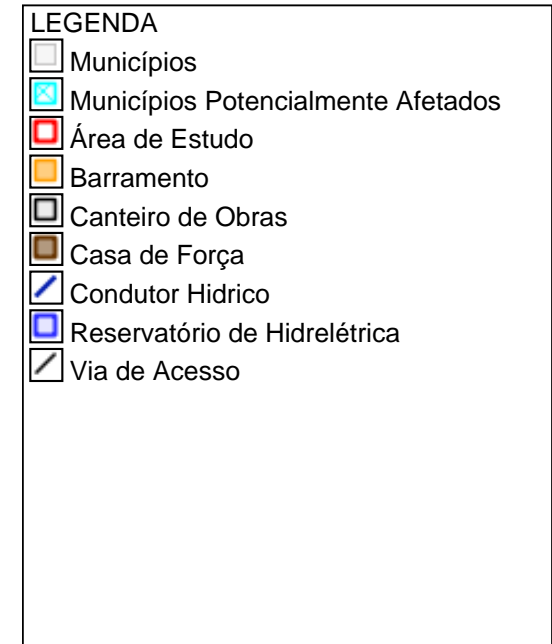 LEGENDA
Municípios
Municípios Potencialmente Afetados
Área de Estudo
Barramento
Canteiro de Obras
Casa de Força
Condutor Hidrico
Reservatório de Hidrelétrica
Via de Acesso